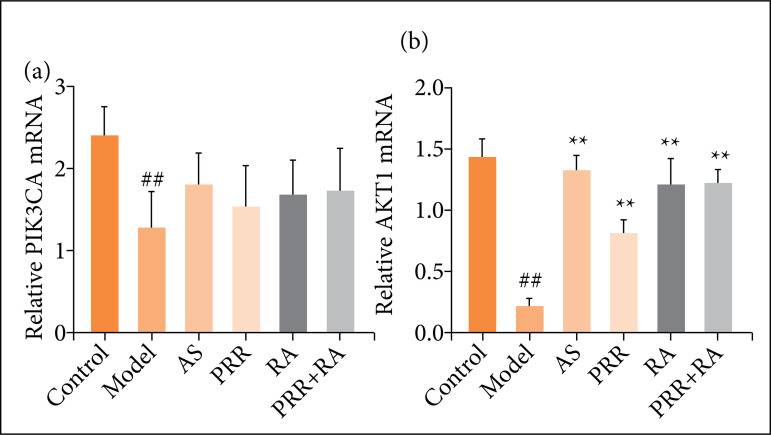 (a)
Relative PIK3CA mRNA
3
2
1
0
##
Control
Model
AS
PRR
RA
PRR+RA
(b)
Relative AKT1 mRNA
2.0
1.5
1.0
0.5
0.0
##
**
**
**
**
Control
Model
AS
PRR
RA
PRR+RA